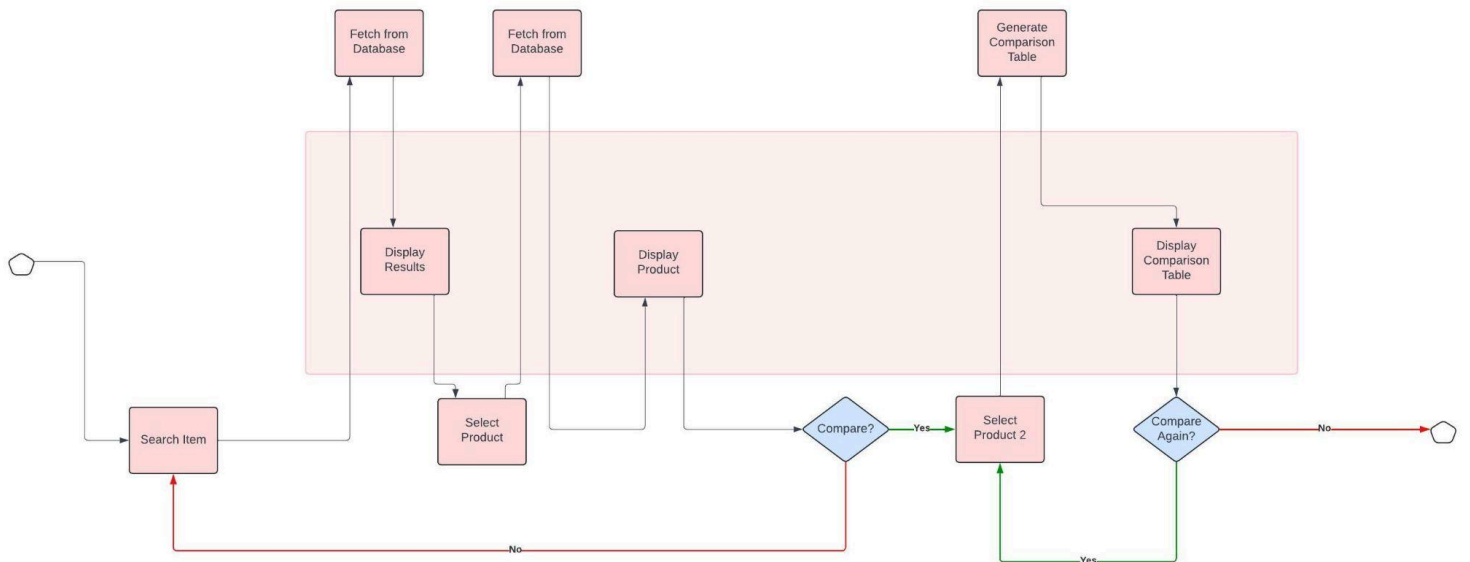 Fetch from
Database
Fetch from
Database
Generate
Comparison
Table
Display
Results
Display
Product
Display
Comparison
Table
Search Item
Select
Product
Compare?
Yes
Select
Product 2
Compare
Again?
No
No
Yes